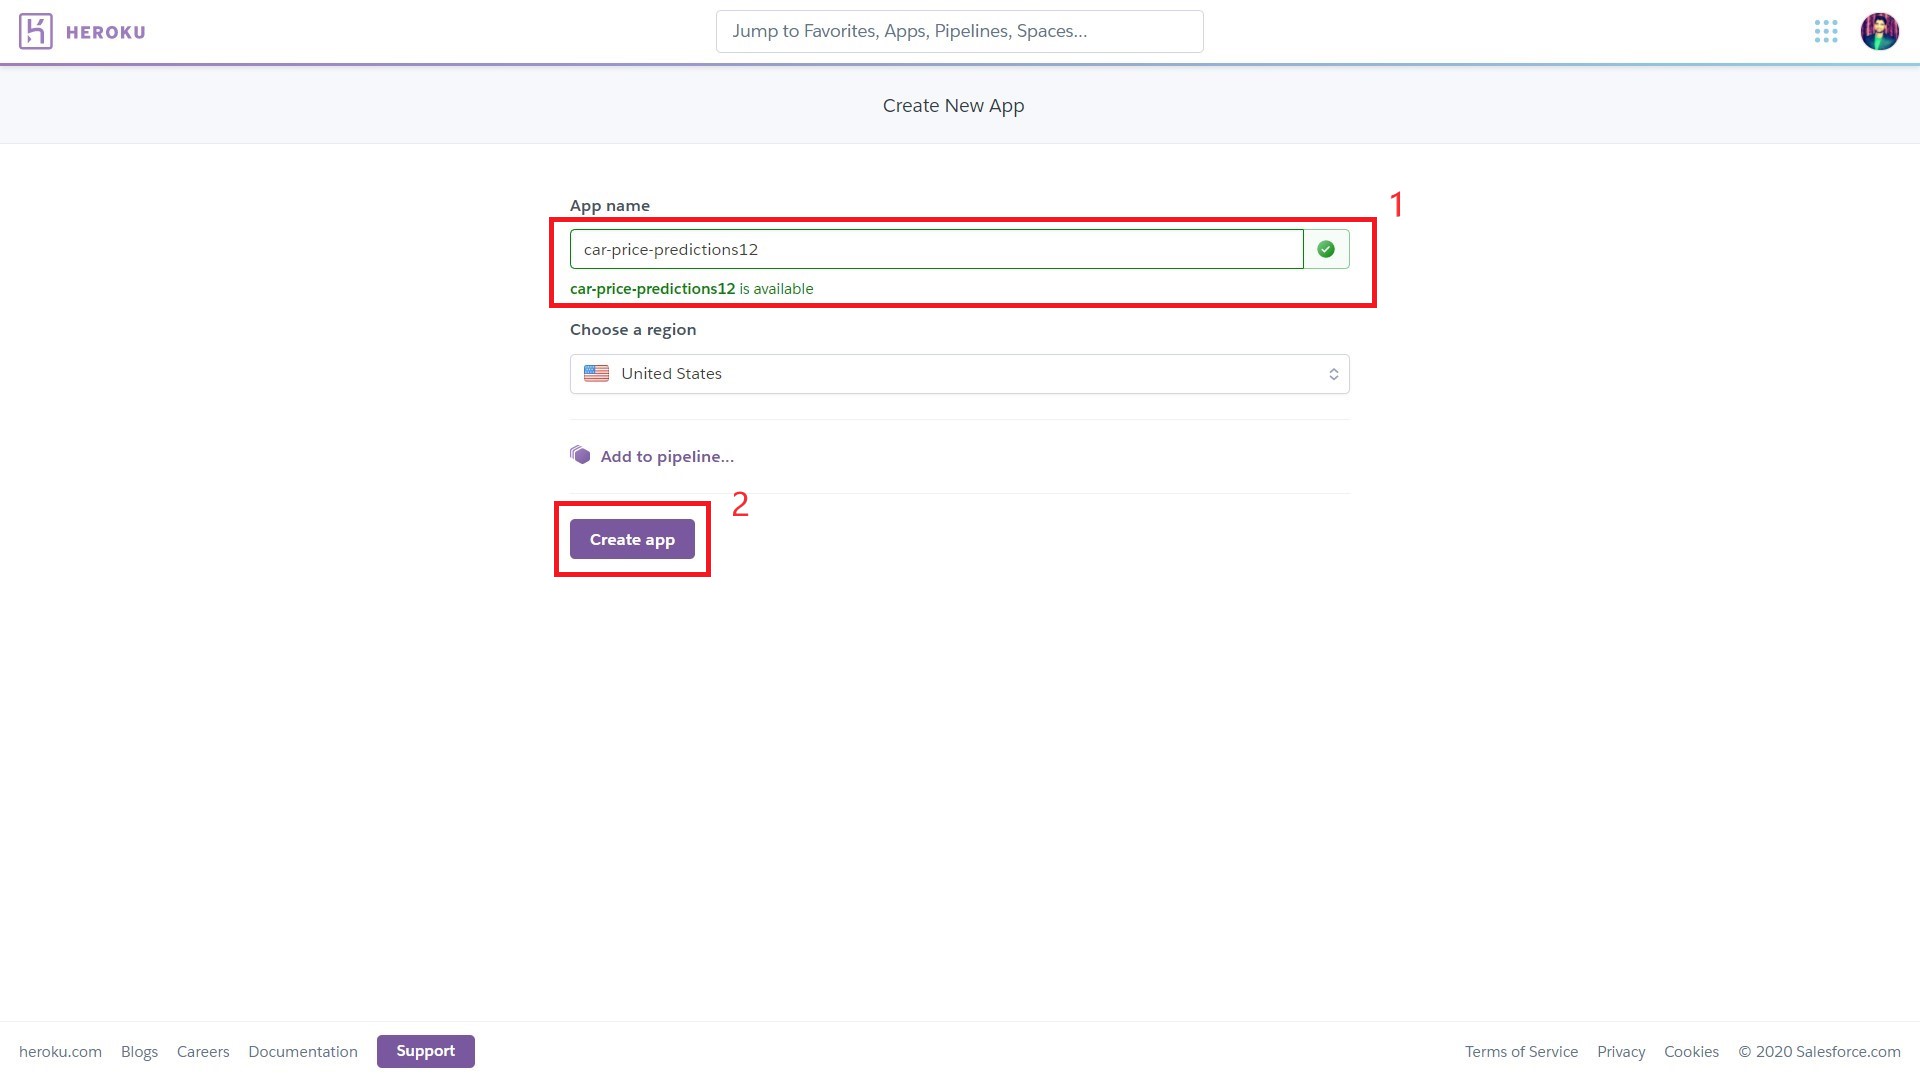 HEROKU
Jump to Favorites, Apps, Pipelines, Spaces...
Create New App
App name
1
car-price-predictions12
car-price-predictions12 is available
Choose a region
United States
Add to pipeline...
2
Create app
heroku.com Blogs Careers Documentation Support Terms of Service Privacy Cookies © 2020 Salesforce.com